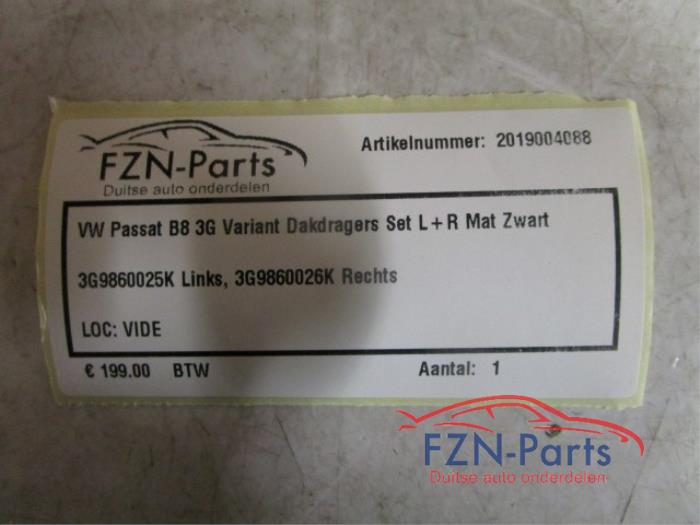 FZN-Parts
Duitse auto onderdelen
Artikelnummer: 2019004088
VW Passat B8 3G Variant Dakdragers Set L+R Mat Zwart
3G9860025K Links, 3G9860026K Rechts
LOC: VIDE
€ 199.00 BTW
Aantal: 1
FZN-Parts
Duitse auto onderdelen